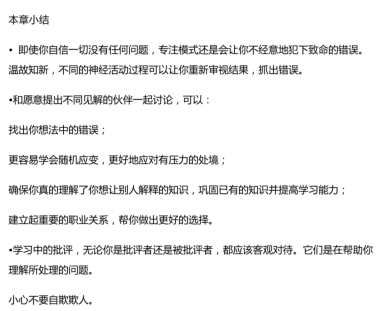 本章小结
• 即使你自信一切没有任何问题，专注模式还是会让你不经意地犯下致命的错误。
温故知新，不同的神经活动过程可以让你重新审视结果，抓出错误。
•和愿意提出不同见解的伙伴一起讨论，可以：
找出你想法中的错误；
更容易学会随机应变，更好地应对有压力的处境；
确保你真的理解了你想让别人解释的知识，巩固已有的知识并提高学习能力；
建立起重要的职业关系，帮你做出更好的选择。
•学习中的批评，无论你是批评者还是被批评者，都应该客观对待。它们是在帮助你
理解所处理的问题。
小心不要自欺欺人。